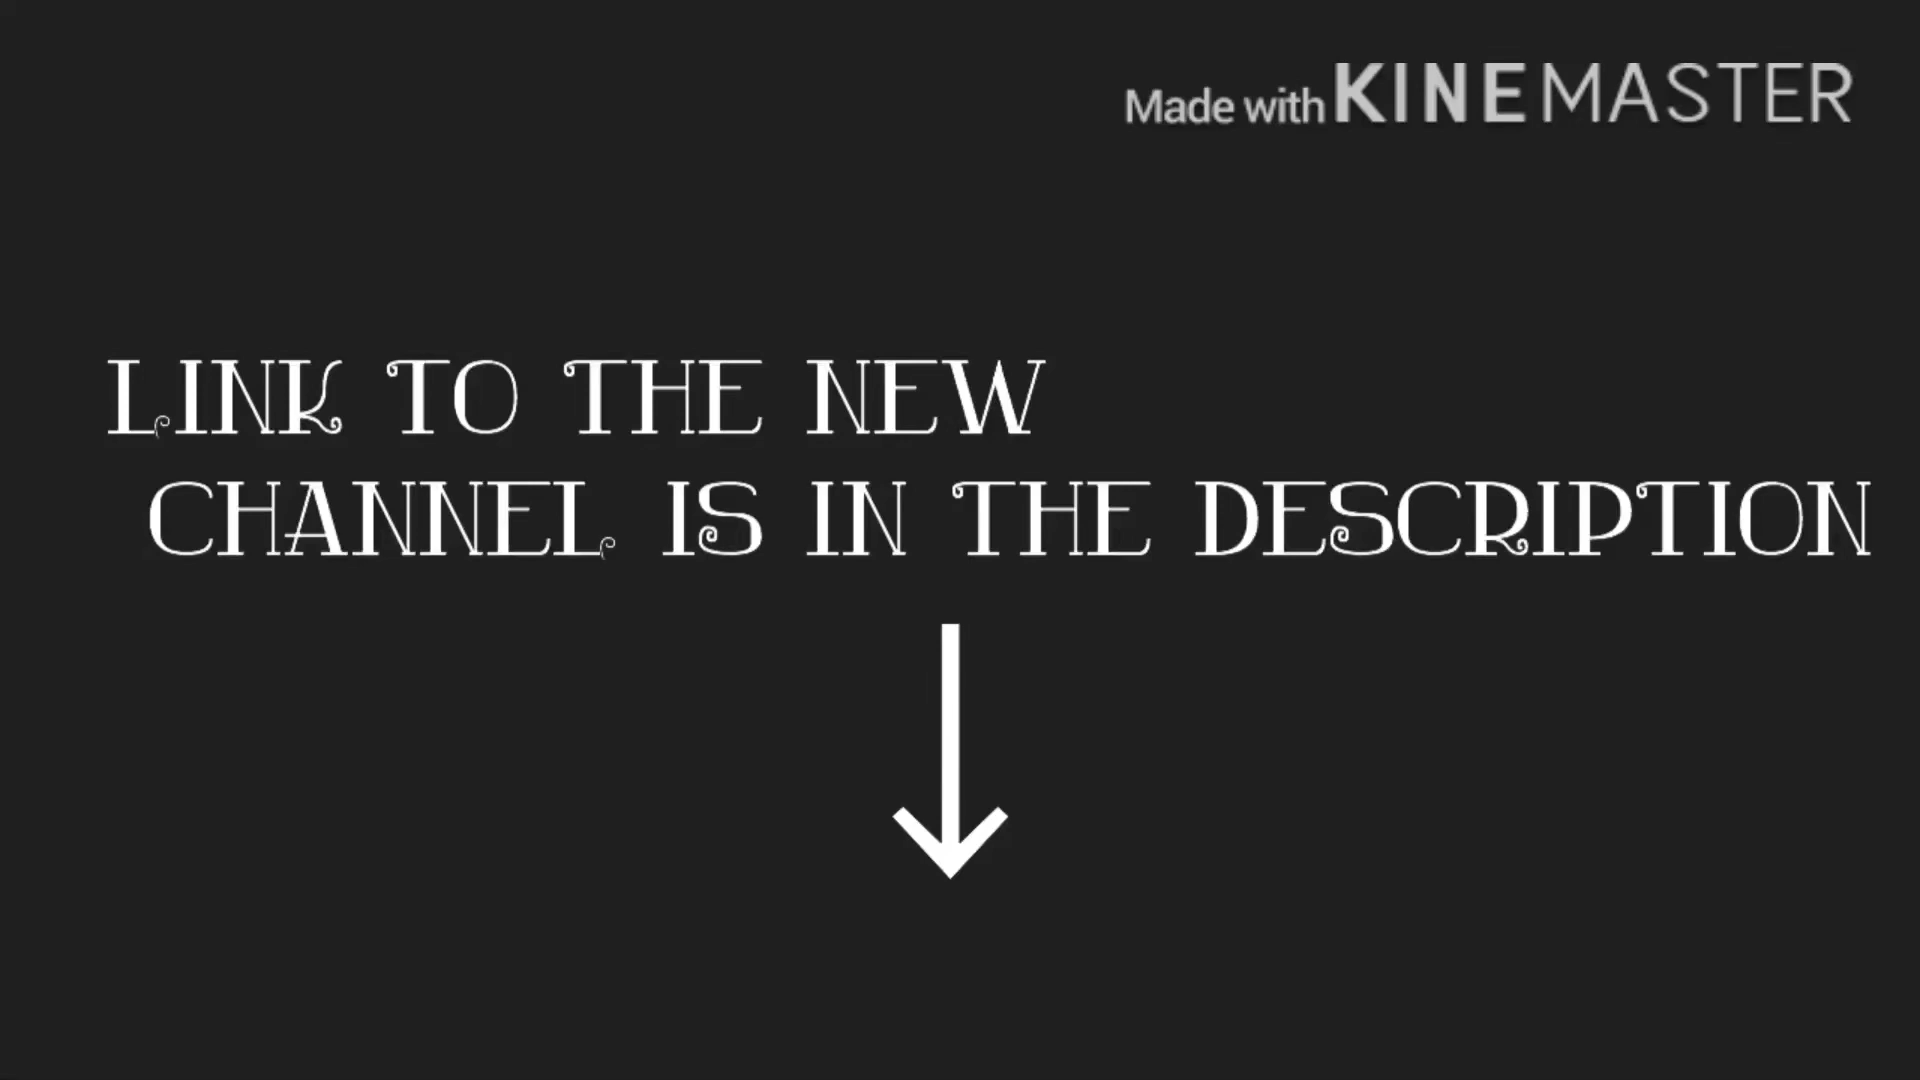 Made with KINEMASTER
LINK TO THE NEW
CHANNEL IS IN THE DESCRIPTION